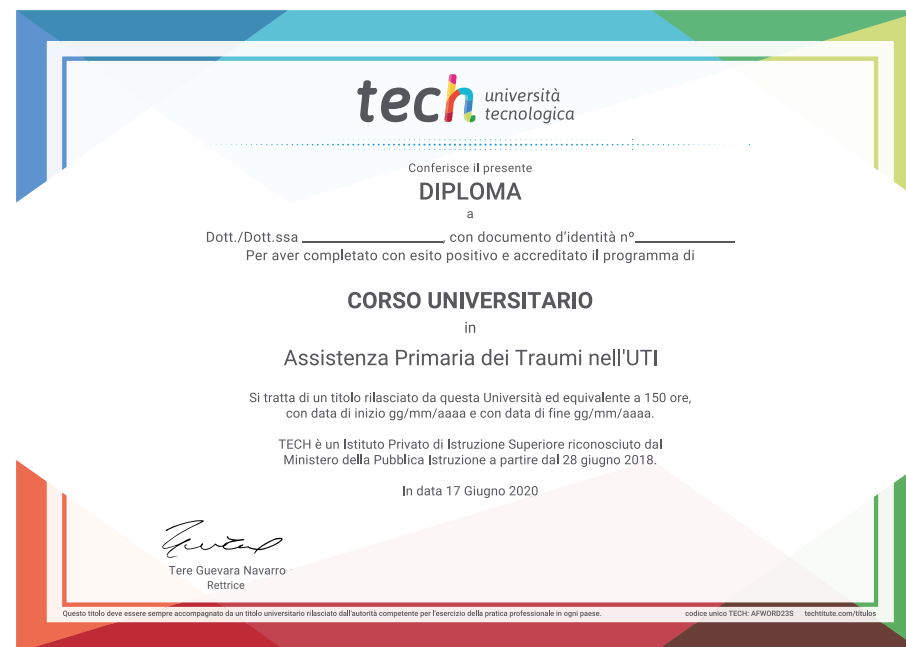 tech università
tecnologica
Conferisce il presente
DIPLOMA
a
Dott./Dott.ssa ________________, con documento d'identità nº____________
Per aver completato con esito positivo e accreditato il programma di
CORSO UNIVERSITARIO
in
Assistenza Primaria dei Traumi nell'UTI
Si tratta di un titolo rilasciato da questa Università ed equivalente a 150 ore,
con data di inizio gg/mm/aaaa e con data di fine gg/mm/aaaa.
TECH è un Istituto Privato di Istruzione Superiore riconosciuto dal
Ministero della Pubblica Istruzione a partire dal 28 giugno 2018.
In data 17 Giugno 2020
Tere Guevara Navarro
Rettrice
Questo titolo deve essere sempre accompagnato da un titolo universitario rilasciato dall'autorità competente per l'esercizio della pratica professionale in ogni paese. codice unico TECH: AFWORD23S techtitute.com/títulos